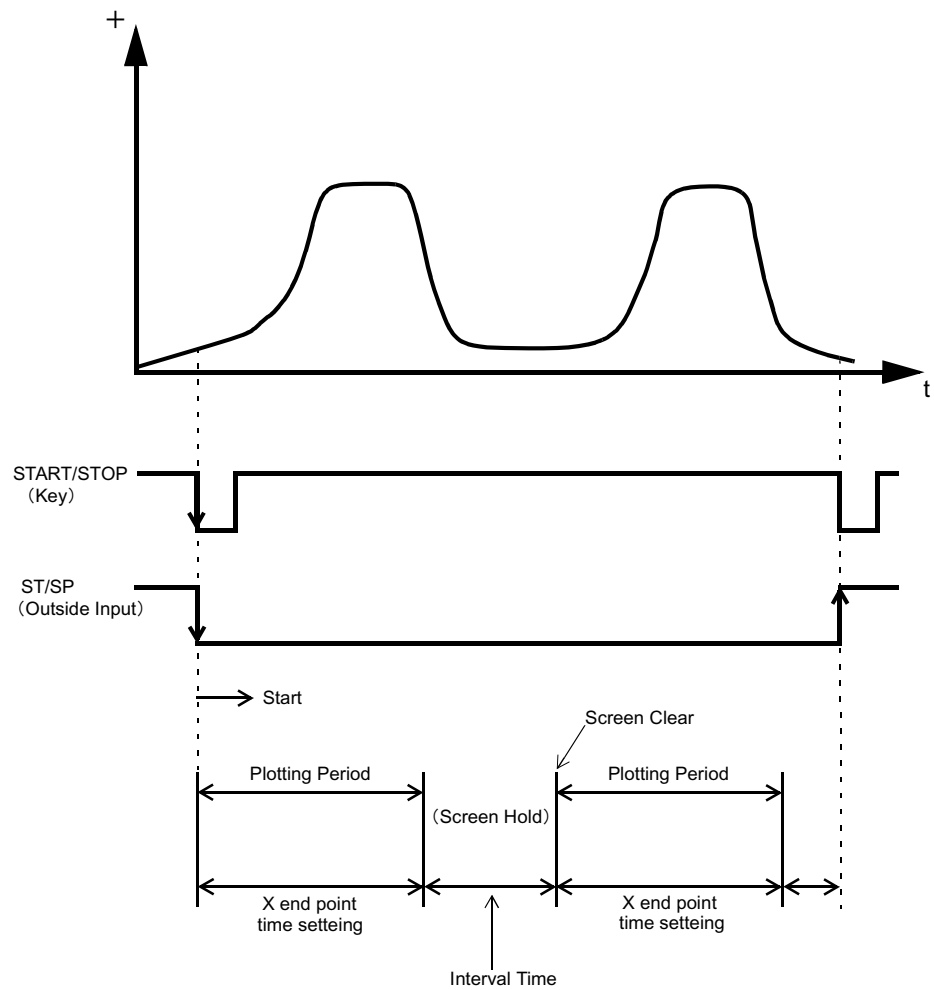 +
t
START/STOP
（Key）
ST/SP
（Outside Input）
Start
Screen Clear
Plotting Period
Plotting Period
（Screen Hold）
X end point
time setteing
X end point
time setteing
Interval Time